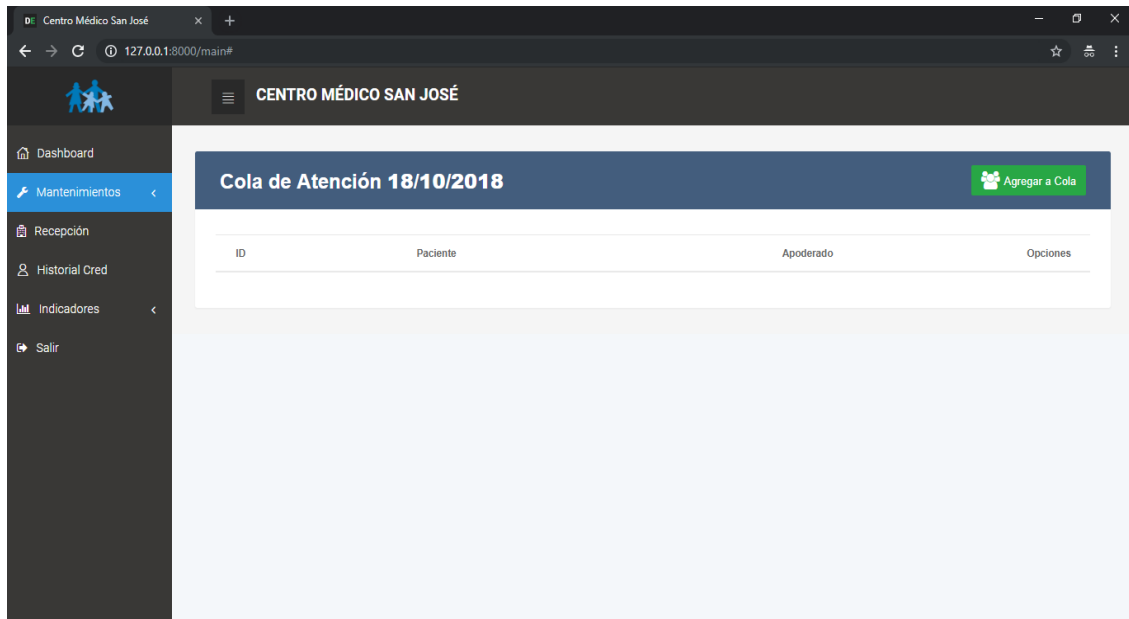 DE Centro Médico San José
127.0.0.1:8000/main#
CENTRO MÉDICO SAN JOSÉ
Dashboard
Mantenimientos
Recepción
Historial Cred
Indicadores
Salir
Cola de Atención 18/10/2018
Agregar a Cola
ID Paciente Apoderado Opciones